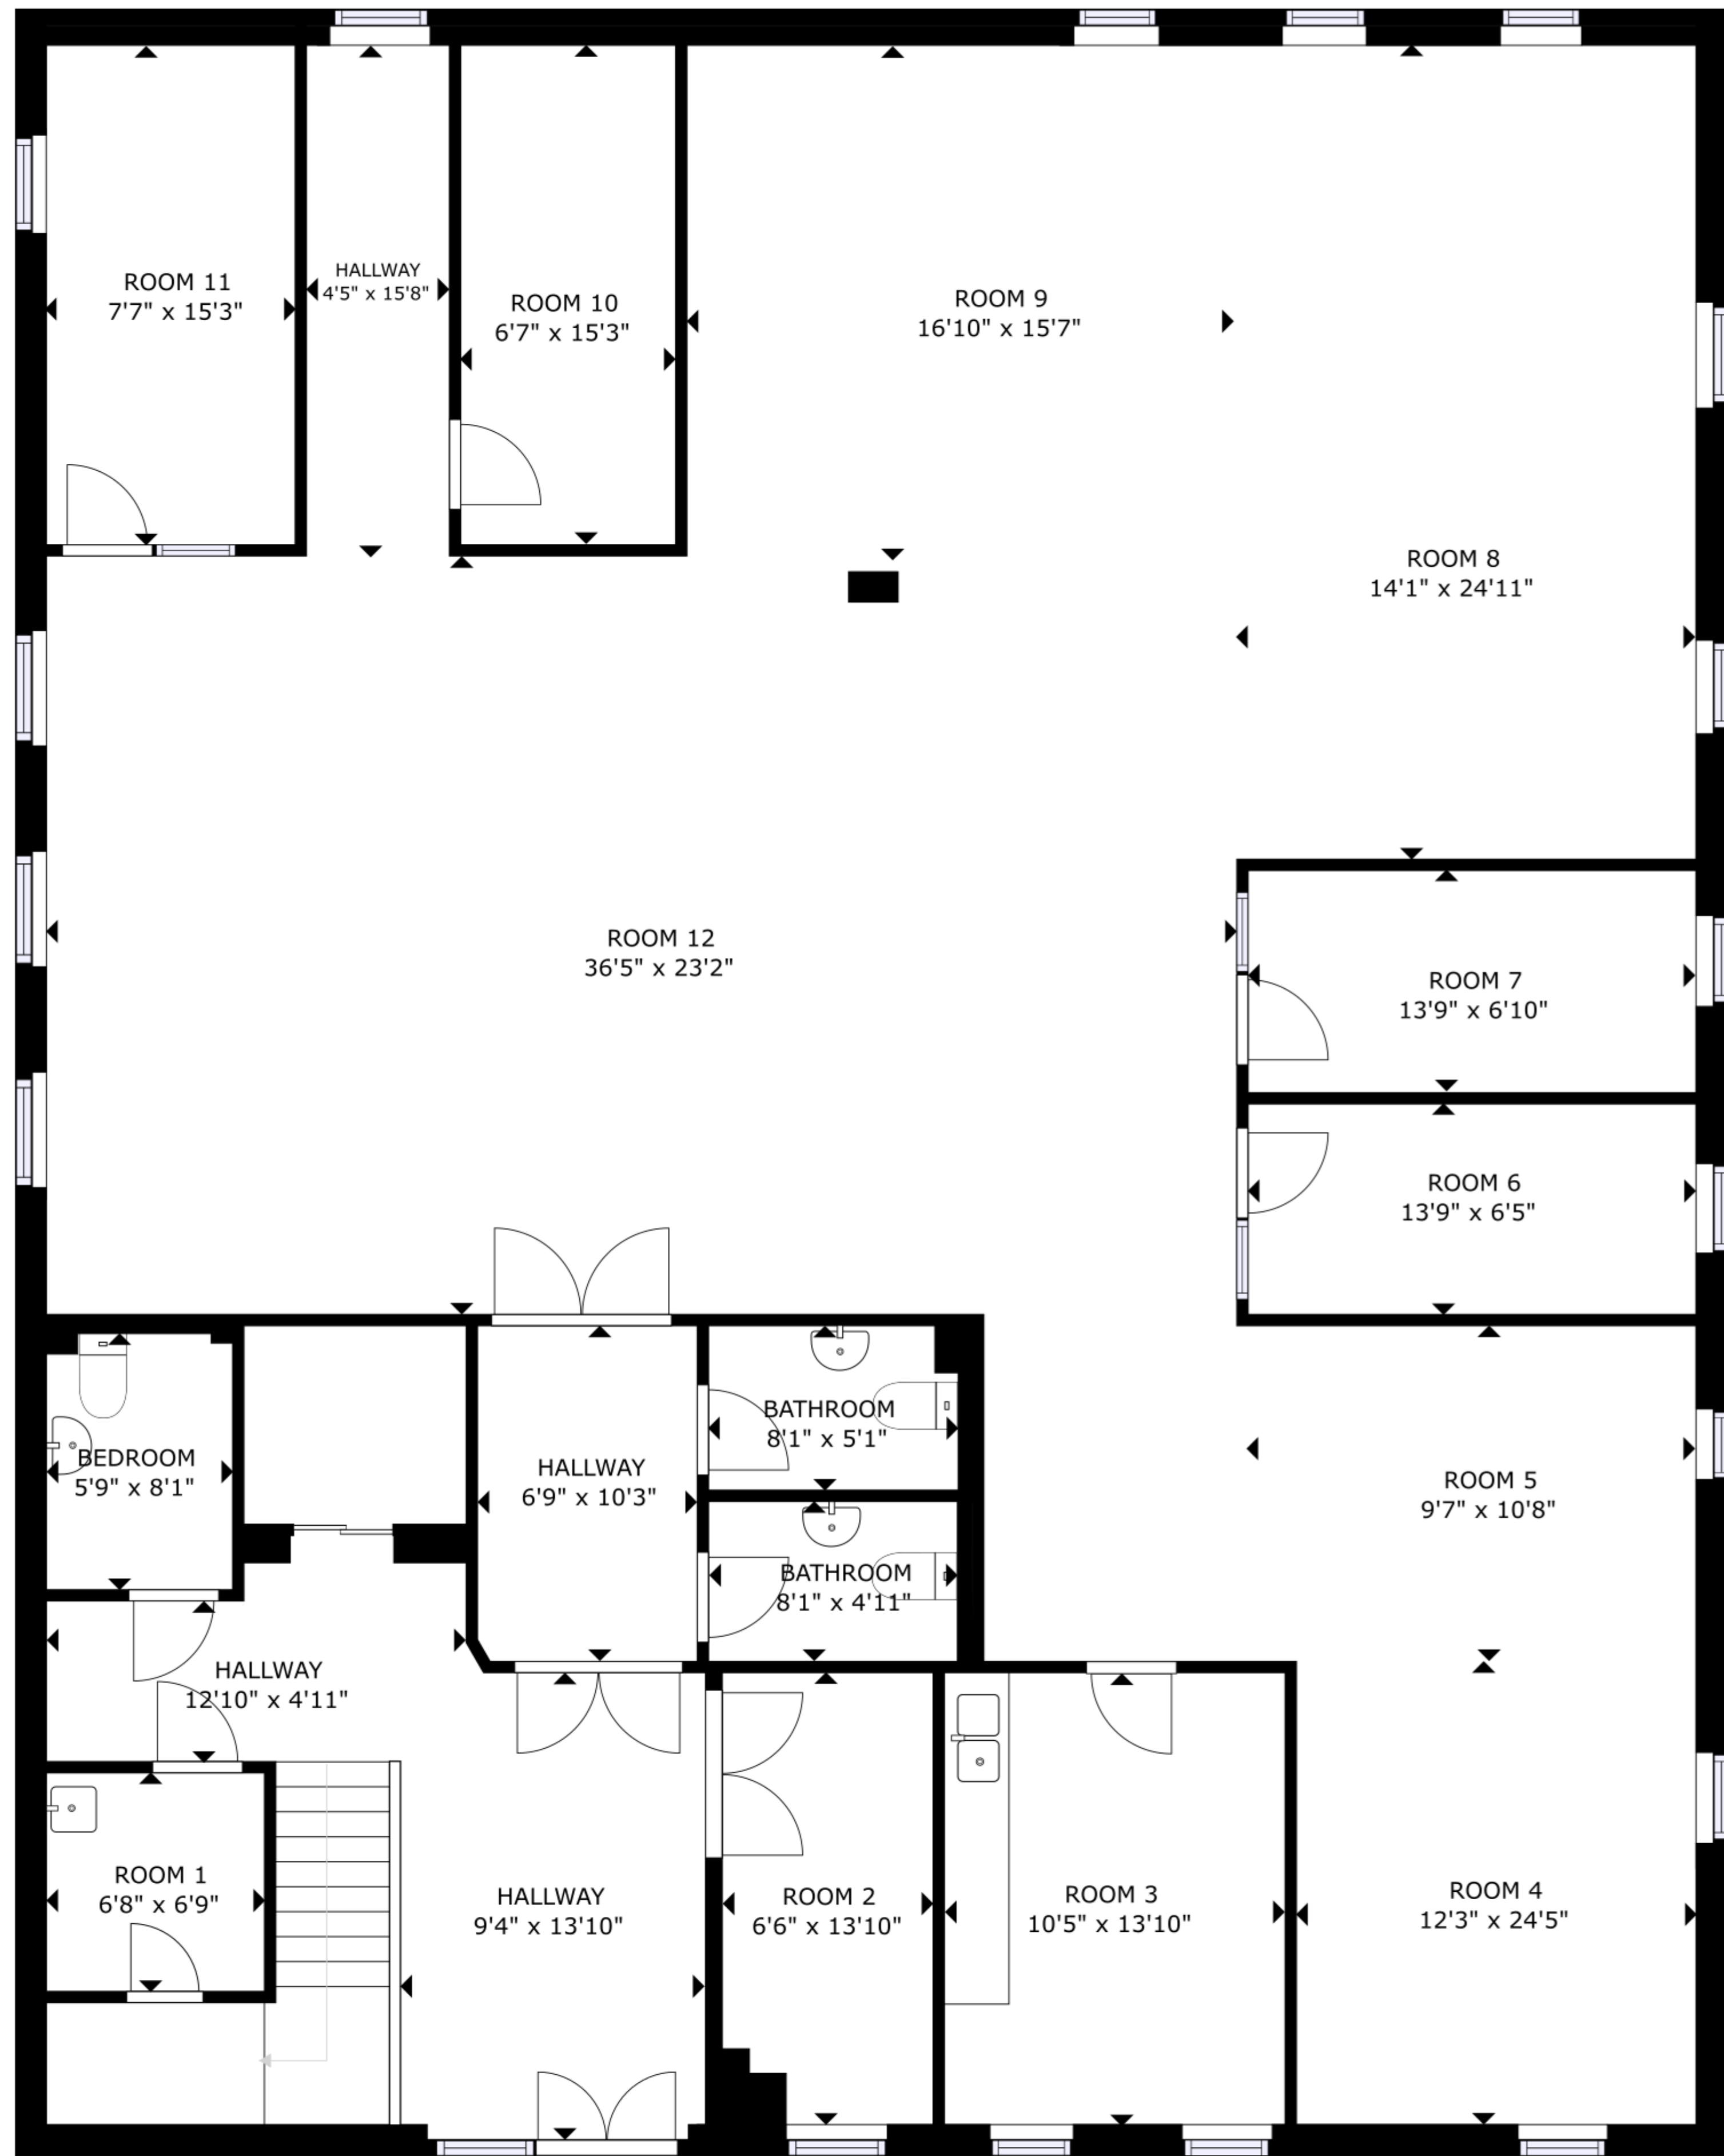 ROOM 11
7'7" x 15'3"
HALLWAY
4'5" x 15'8"
ROOM 10
6'7" x 15'3"
ROOM 9
16'10" x 15'7"
ROOM 8
14'1" x 24'11"
ROOM 12
36'5" x 23'2"
ROOM 7
13'9" x 6'10"
ROOM 6
13'9" x 6'5"
BEDROOM
5'9" x 8'1"
HALLWAY
6'9" x 10'3"
BATHROOM
8'1" x 5'1"
BATHROOM
8'1" x 4'11"
ROOM 5
9'7" x 10'8"
HALLWAY
12'10" x 4'11"
ROOM 1
6'8" x 6'9"
HALLWAY
9'4" x 13'10"
ROOM 2
6'6" x 13'10"
ROOM 3
10'5" x 13'10"
ROOM 4
12'3" x 24'5"